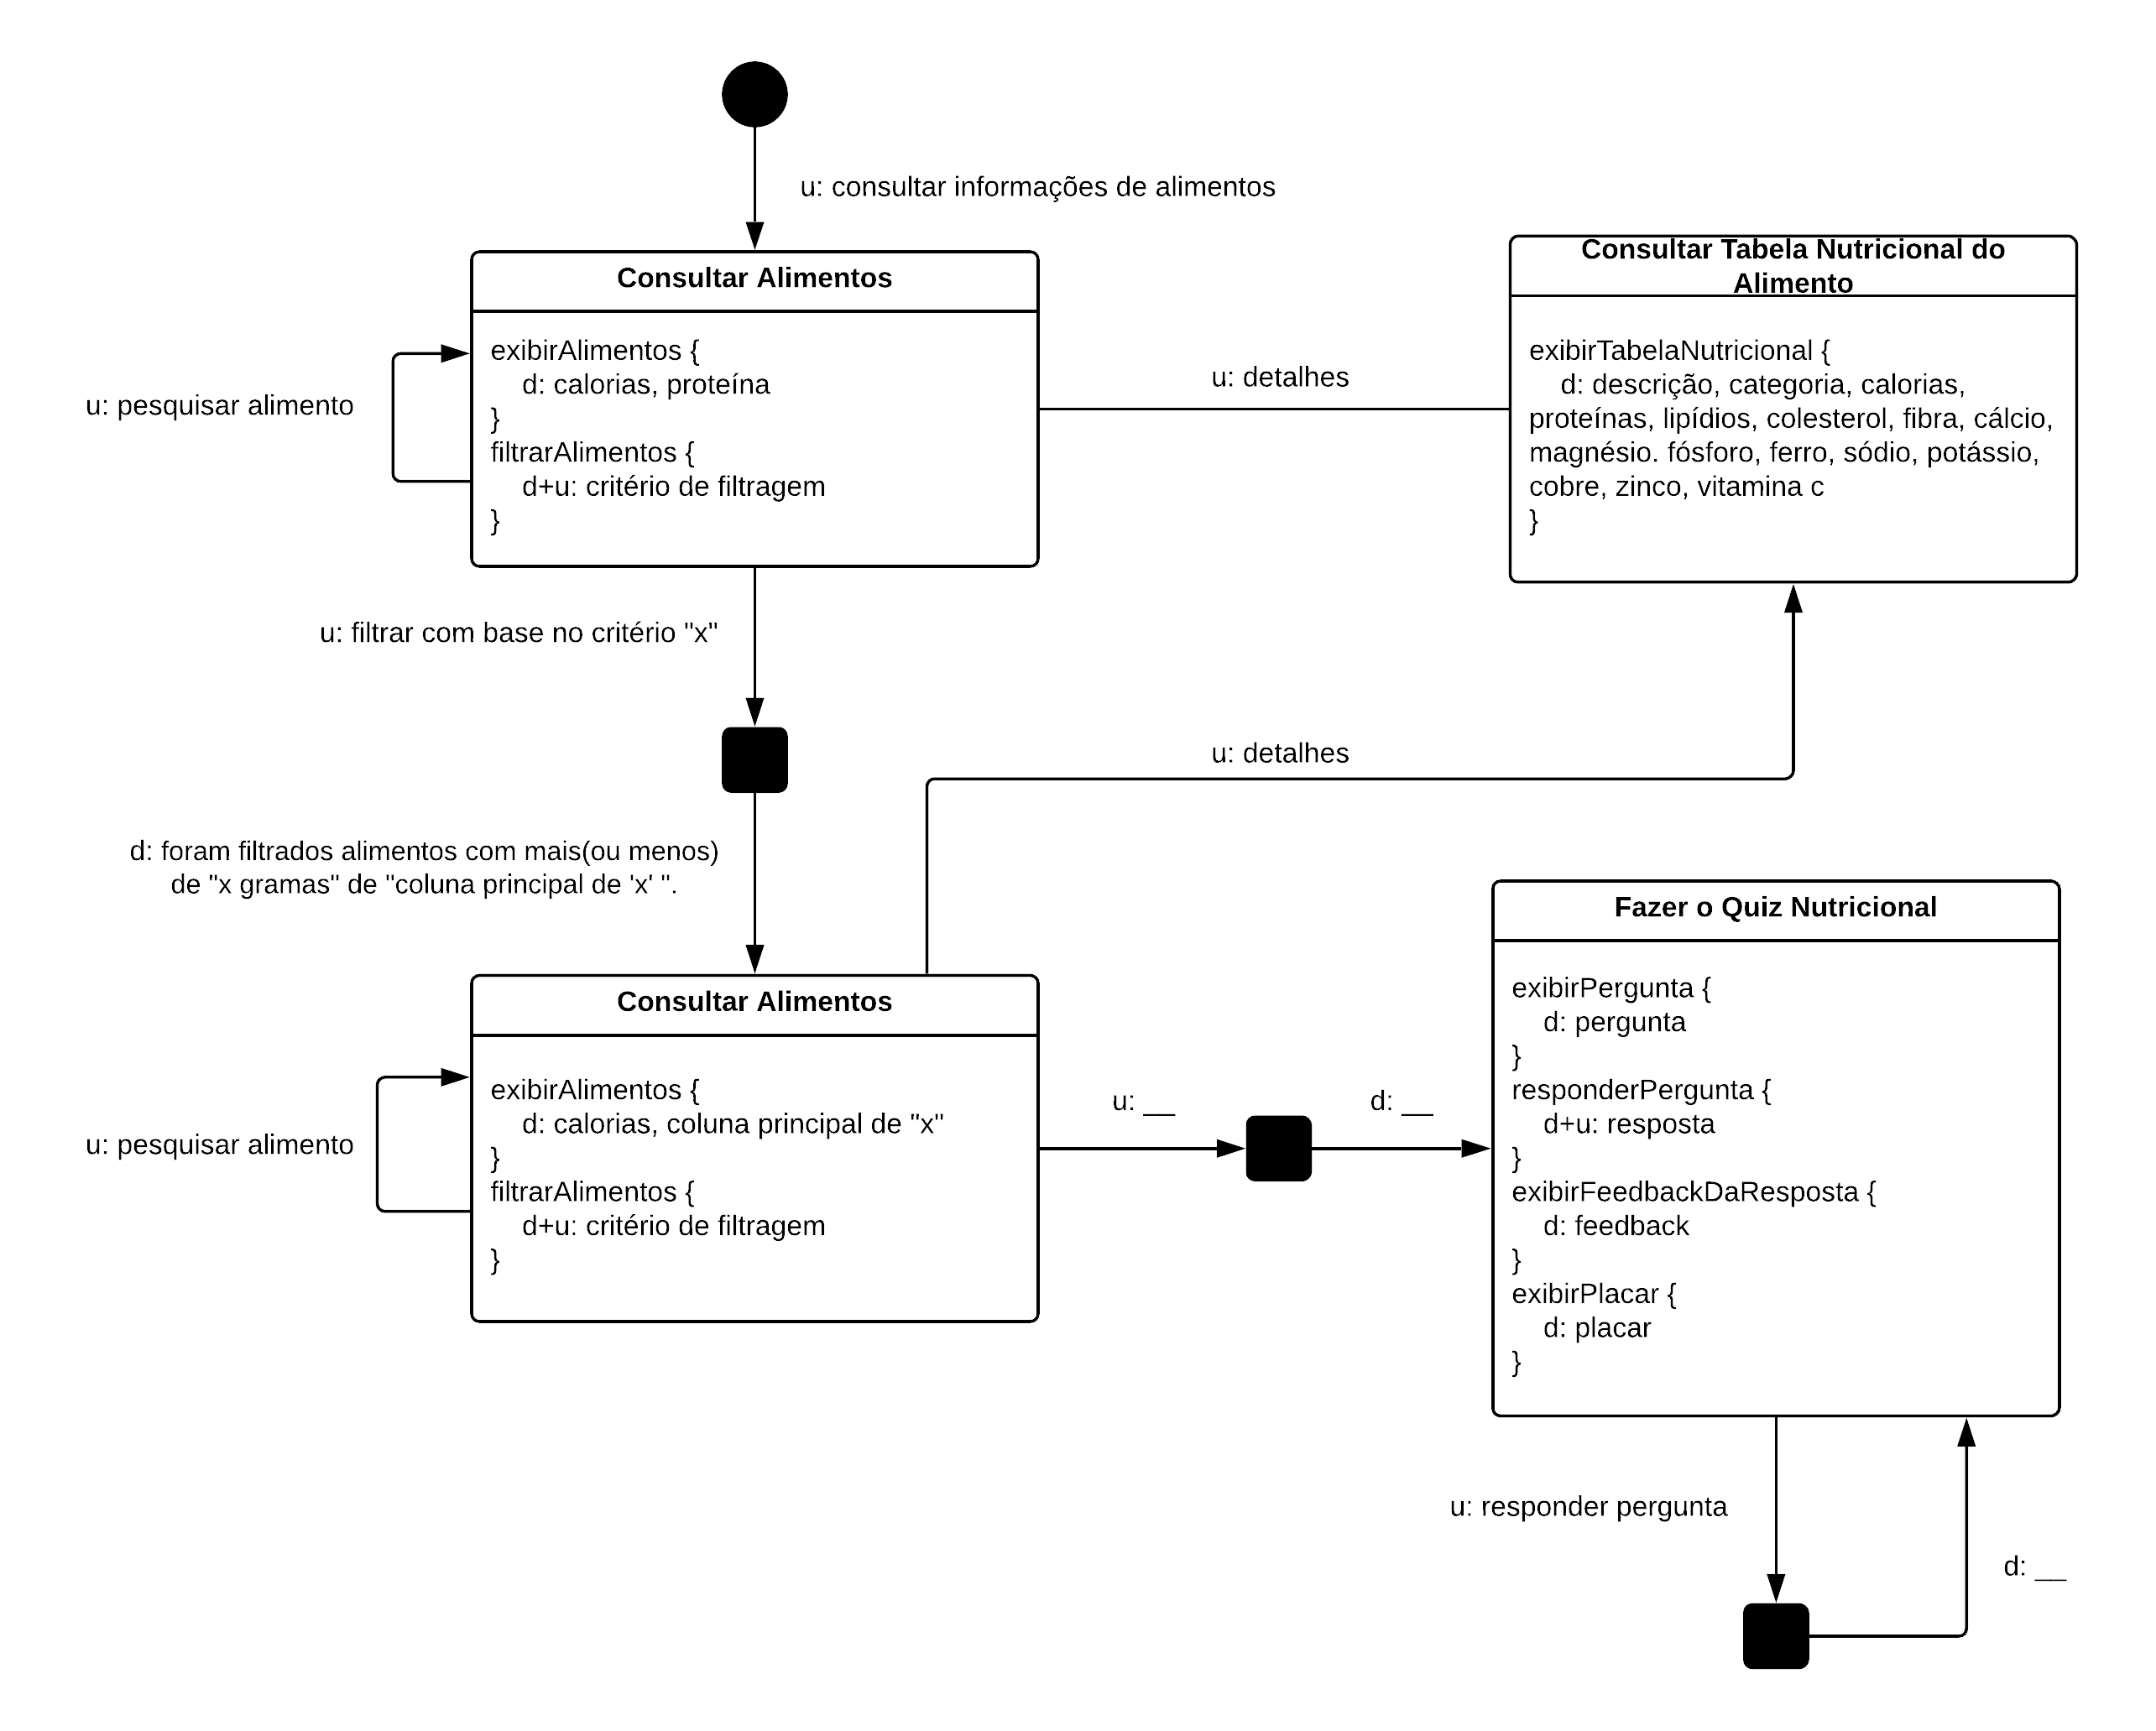 u: consultar informações de alimentos
Consultar Alimentos
exibirAlimentos {
d: calorias, proteína
}
filtrarAlimentos {
d+u: critério de filtragem
}
u: pesquisar alimento
u: detalhes
Consultar Tabela Nutricional do
Alimento
exibirTabelaNutricional {
d: descrição, categoria, calorias,
proteínas, lipídios, colesterol, fibra, cálcio,
magnésio. fósforo, ferro, sódio, potássio,
cobre, zinco, vitamina c
}
u: filtrar com base no critério "x"
u: detalhes
d: foram filtrados alimentos com mais(ou menos)
de "x gramas" de "coluna principal de 'x' ".
Consultar Alimentos
exibirAlimentos {
d: calorias, coluna principal de "x"
}
filtrarAlimentos {
d+u: critério de filtragem
}
u: pesquisar alimento
u: __
d: __
Fazer o Quiz Nutricional
exibirPergunta {
d: pergunta
}
responderPergunta {
d+u: resposta
}
exibirFeedbackDaResposta {
d: feedback
}
exibirPlacar {
d: placar
}
u: responder pergunta
d: __